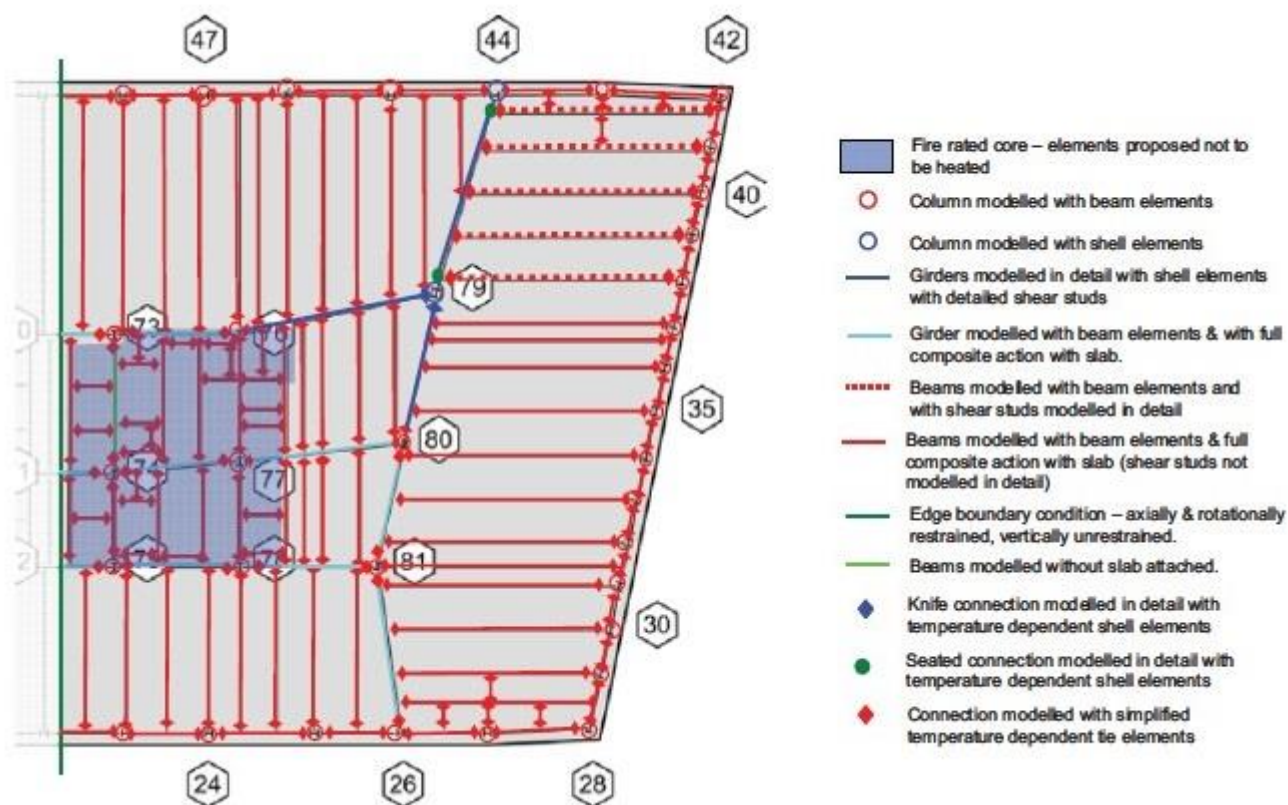 47
44
42
40
79
73
76
35
80
74
77
81
30
24
26
28
Fire rated core – elements proposed not to
be heated
Column modelled with beam elements
Column modelled with shell elements
Girders modelled in detail with shell elements
with detailed shear studs
Girder modelled with beam elements & with full
composite action with slab.
Beams modelled with beam elements and
with shear studs modelled in detail
Beams modelled with beam elements & full
composite action with slab (shear studs not
modelled in detail)
Edge boundary condition – axially & rotationally
restrained, vertically unrestrained.
Beams modelled without slab attached.
Knife connection modelled in detail with
temperature dependent shell elements
Seated connection modelled in detail with
temperature dependent shell elements
Connection modelled with simplified
temperature dependent tie elements